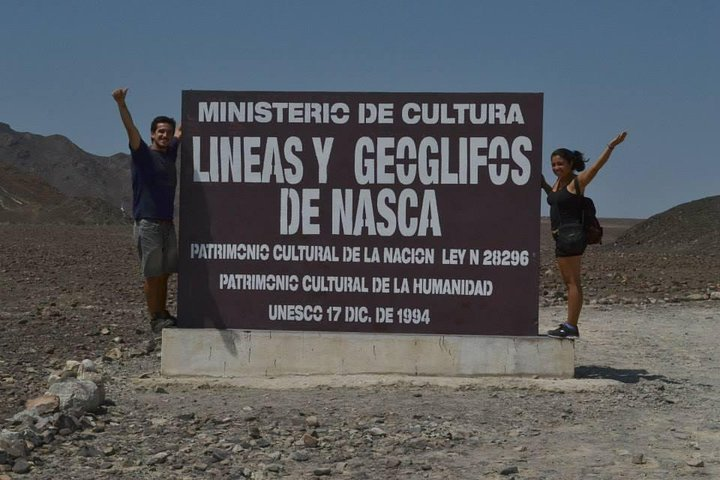 MINISTERIO DE CULTURA
LINEAS Y GEOGLIFOS
DE NASCA
PATRIMONIO CULTURAL DE LA NACION LEY N 28296
PATRIMONIO CULTURAL DE LA HUMANIDAD
UNESCO 17 DIC. DE 1994